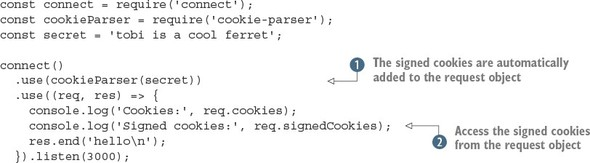 const connect = require('connect');
const cookieParser = require('cookie-parser');
const secret = 'tobi is a cool ferret';
connect()
.use(cookieParser(secret))
.use((req, res) => {
console.log('Cookies:', req.cookies);
console.log('Signed cookies:', req.signedCookies);
res.end('hello\n');
}).listen(3000);
1 The signed cookies are automatically
added to the request object
2 Access the signed cookies
from the request object